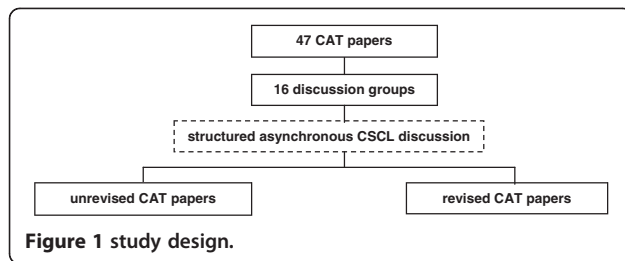 47 CAT papers
16 discussion groups
structured asynchronous CSCL discussion
unrevised CAT papers
revised CAT papers
Figure 1 study design.